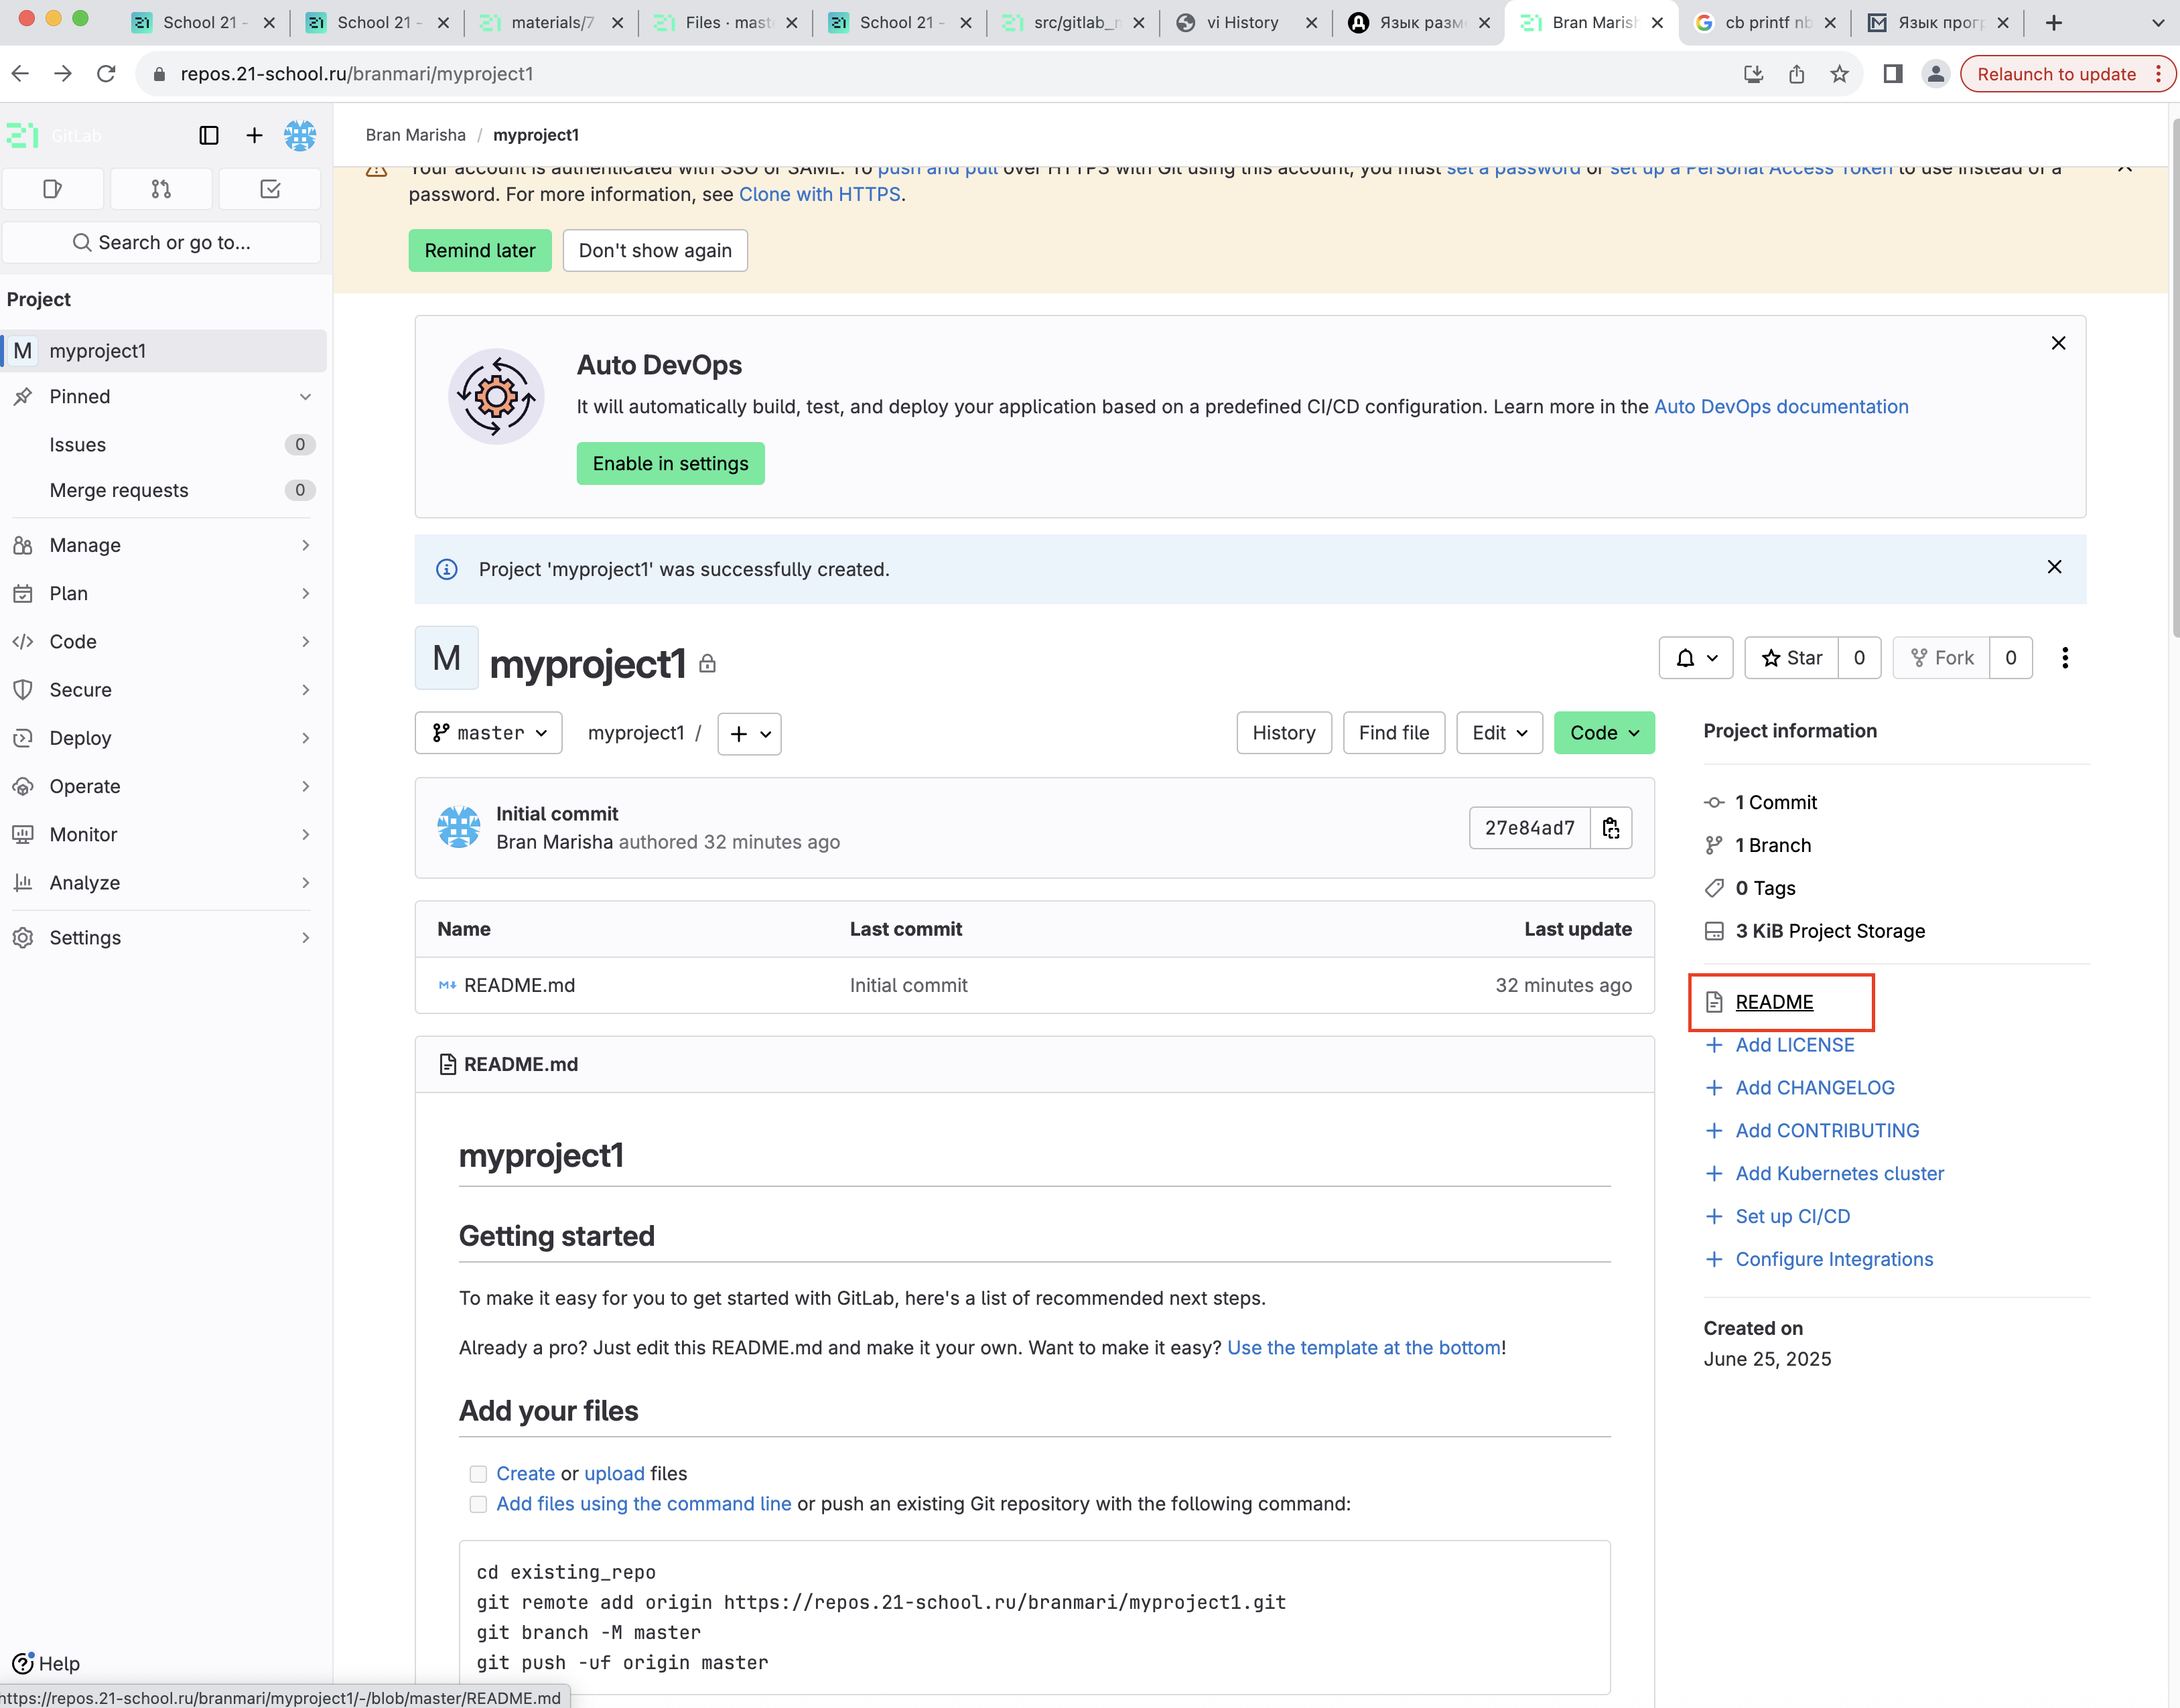 School 21 -
School 21 -
materials/7
Files · mast
School 21 -
src/gitlab_
vi History
Язык разм
Bran Marish
cb printf nb
Язык прогр
repos.21-school.ru/branmari/myproject1
Relaunch to update
GitLab
Bran Marisha / myproject1
Your account is authenticated with SSO or SAML. To push and pull over HTTPS with Git using this account, you must set a password or set up a Personal Access Token to use instead of a
password. For more information, see Clone with HTTPS.
Remind later
Don't show again
Search or go to...
Project
M myproject1
Pinned
Issues 0
Merge requests 0
Manage
Plan
Code
Secure
Deploy
Operate
Monitor
Analyze
Settings
Help
Auto DevOps
It will automatically build, test, and deploy your application based on a predefined CI/CD configuration. Learn more in the Auto DevOps documentation
Enable in settings
Project 'myproject1' was successfully created.
M myproject1
Star 0
Fork 0
master
myproject1 /
History
Find file
Edit
Code
Initial commit
Bran Marisha authored 32 minutes ago
27e84ad7
Name Last commit Last update
README.md Initial commit 32 minutes ago
README.md
myproject1
Getting started
To make it easy for you to get started with GitLab, here's a list of recommended next steps.
Already a pro? Just edit this README.md and make it your own. Want to make it easy? Use the template at the bottom!
Add your files
Create or upload files
Add files using the command line or push an existing Git repository with the following command:
cd existing_repo
git remote add origin https://repos.21-school.ru/branmari/myproject1.git
git branch -M master
git push -uf origin master
Project information
1 Commit
1 Branch
0 Tags
3 KiB Project Storage
README
Add LICENSE
Add CHANGELOG
Add CONTRIBUTING
Add Kubernetes cluster
Set up CI/CD
Configure Integrations
Created on
June 25, 2025
https://repos.21-school.ru/branmari/myproject1/-/blob/master/README.md